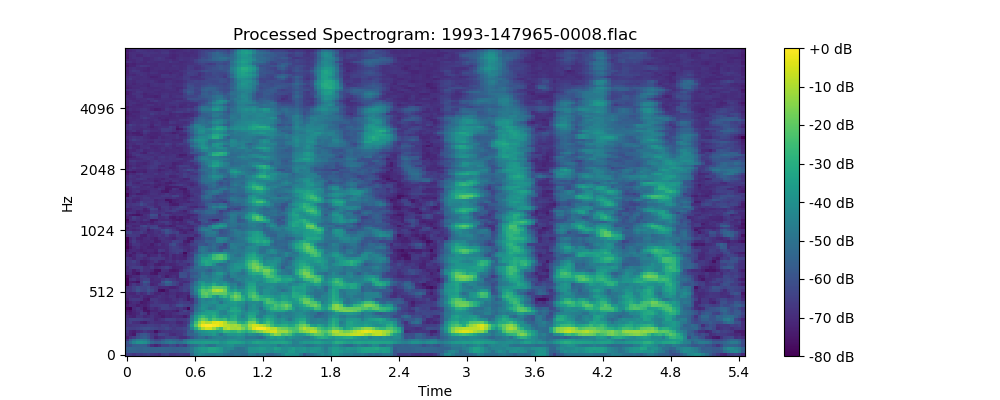 Processed Spectrogram: 1993-147965-0008.flac
Hz
4096
2048
1024
512
0
0 0.6 1.2 1.8 2.4 3 3.6 4.2 4.8 5.4
Time
+0 dB
-10 dB
-20 dB
-30 dB
-40 dB
-50 dB
-60 dB
-70 dB
-80 dB